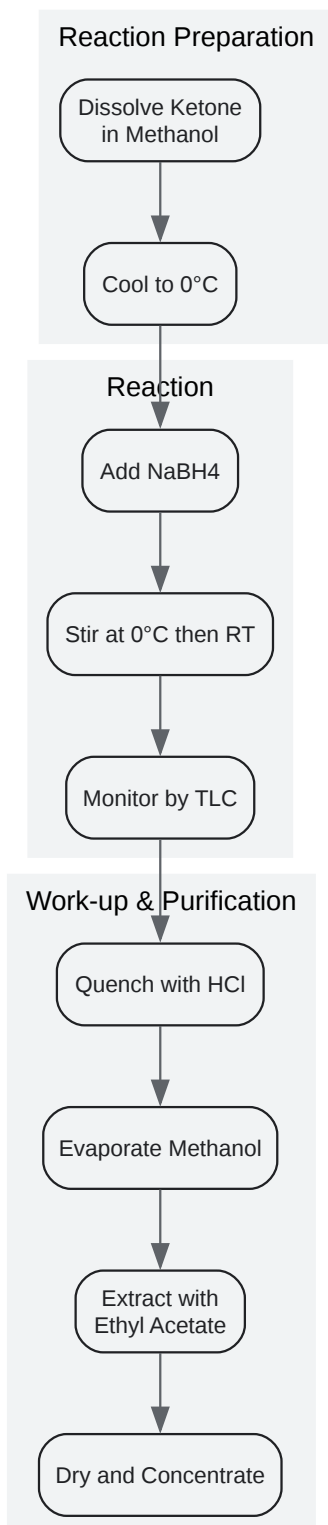 Reaction Preparation
Dissolve Ketone
in Methanol
Cool to 0°C
Reaction
Add NaBH4
Stir at 0°C then RT
Monitor by TLC
Work-up & Purification
Quench with HCl
Evaporate Methanol
Extract with
Ethyl Acetate
Dry and Concentrate